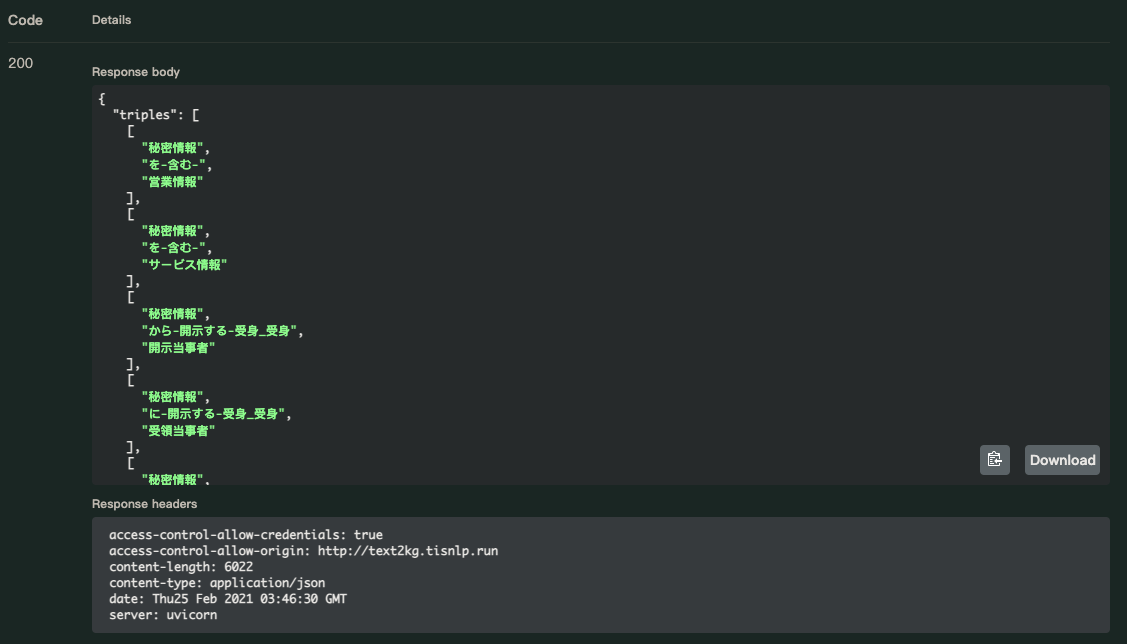 Code Details
200
Response body
{
"triples": [
[
"秘密情報",
"を-含む-",
"営業情報"
],
[
"秘密情報",
"を-含む-",
"サービス情報"
],
[
"秘密情報",
"から-開示する-受身_受身",
"開示当事者"
],
[
"秘密情報",
"に-開示する-受身_受身",
"受領当事者"
],
[
"秘密情報",
Download
Response headers
access-control-allow-credentials: true
access-control-allow-origin: http://text2kg.tisnlp.run
content-length: 6022
content-type: application/json
date: Thu25 Feb 2021 03:46:30 GMT
server: uvicorn